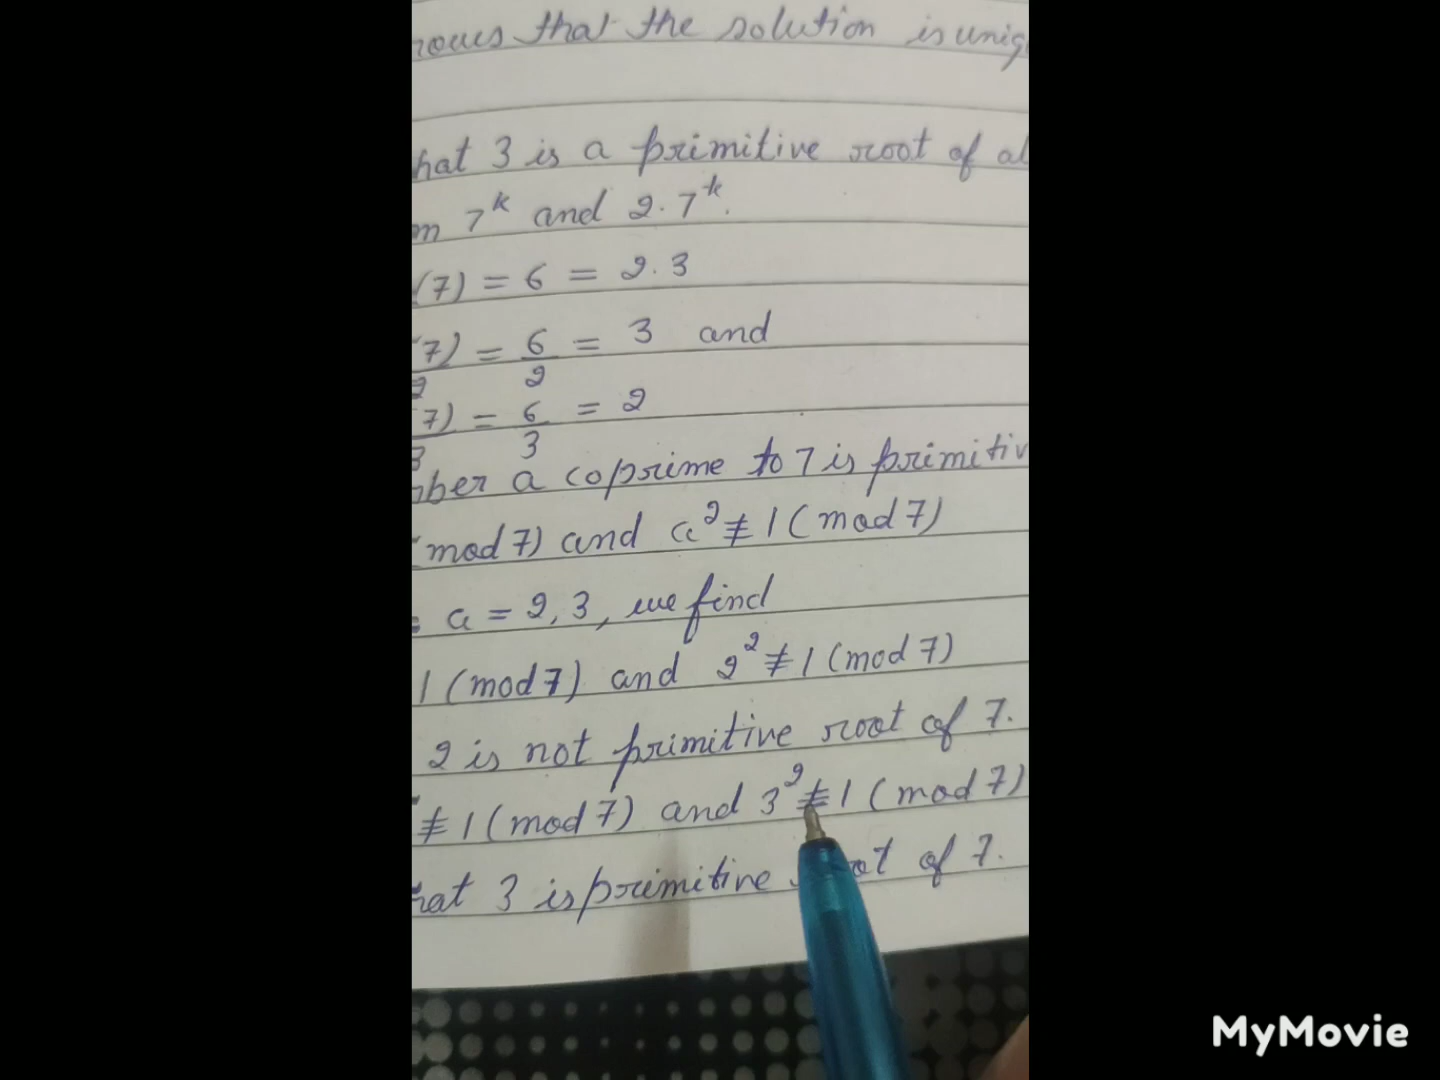 that the solution is
hat 3 is a primitive root of al
m 7^k and 2.7^k.
(7) = 6 = 2.3
7) = 6/2 = 3 and
7) = 6/3 = 2
ber a coprime to 7 is primitiv
(mod 7) and a^2 ≢ 1 (mod 7)
a = 2, 3, we find
1 (mod 7) and 2^2 ≢ 1 (mod 7)
2 is not primitive root of 7.
≢ 1 (mod 7) and 3^2 ≢ 1 (mod 7)
hat 3 is primitive of 7.
MyMovie